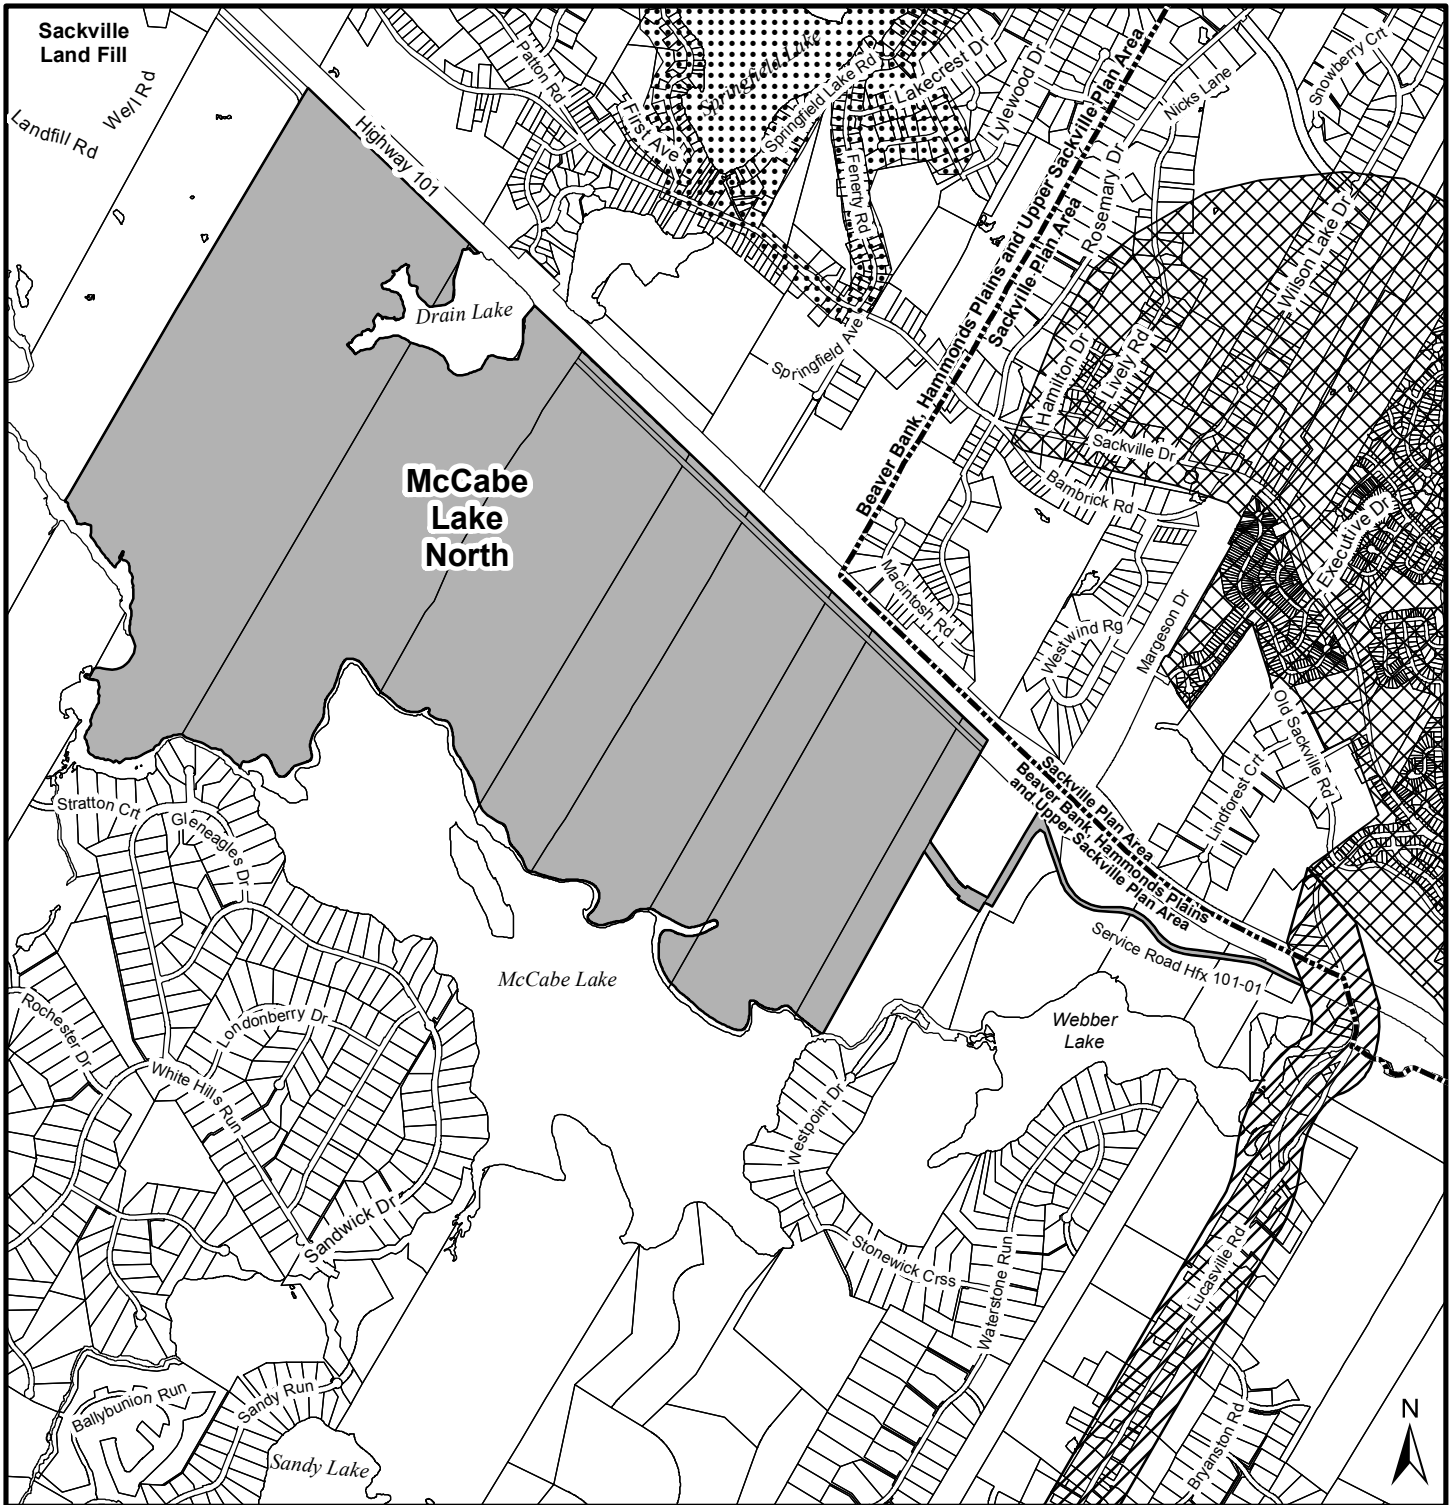 Sackville
Land Fill
Well Rd
Landfill Rd
Highway 101
Patton Rd
First Ave
Springfield Lake
Springfield Lake Rd
Lakecrest Dr
Fenerty Rd
Lylewood Dr
Beaver Bank, Hammonds Plains and Upper Sackville Plan Area
Sackville Plan Area
Nicks Lane
Snowberry Crt
Rosemary Dr
Wilson Lake Dr
Drain Lake
Springfield Ave
Hamilton Dr
Lively Rd
Sackville Dr
Bambrick Rd
Executive Dr
McCabe
Lake
North
Macintosh Rd
Westwind Rg
Margeson Dr
Old Sackville Rd
Lindforest Crt
Sackville Plan Area
Beaver Bank, Hammonds Plains
and Upper Sackville Plan Area
Stratton Crt
Gleneagles Dr
Service Road Hfx 101-01
McCabe Lake
Webber
Lake
Rochester Dr
Londonberry Dr
White Hills Run
Westpoint Dr
Sandwick Dr
Stonewick Crss
Waterstone Run
Lucasville Rd
Ballybunion Run
Sandy Run
Sandy Lake
Bryanston Rd
N